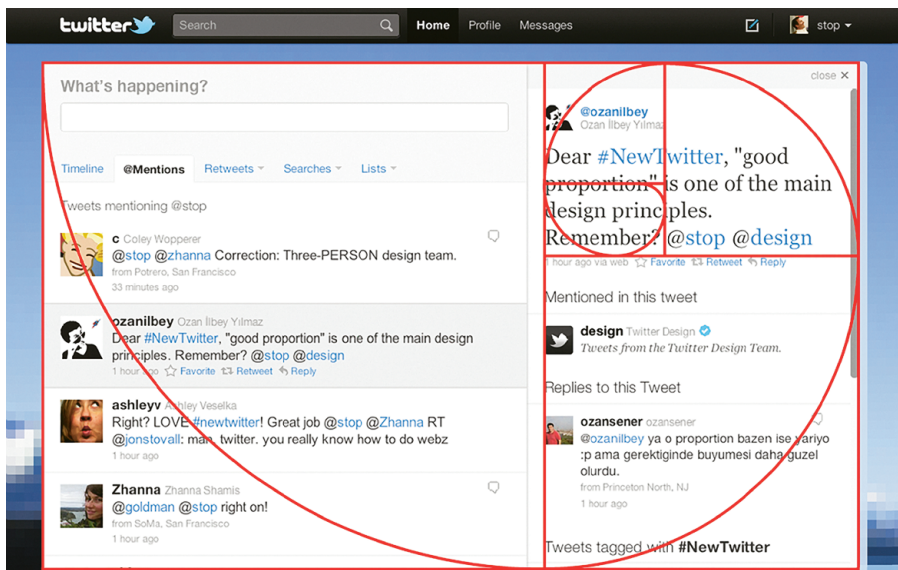 twitter Search Home Profile Messages stop
What's happening?
Timeline @Mentions Retweets Searches Lists
Tweets mentioning @stop
c Coley Wopperer
@stop @zhanna Correction: Three-PERSON design team.
from Potrero, San Francisco
33 minutes ago
ozanilbey Ozan İlbey Yılmaz
Dear #NewTwitter, "good proportion" is one of the main design
principles. Remember? @stop @design
1 hour ago Favorite Retweet Reply
ashleyv Ashley Veselka
Right? LOVE #newtwitter! Great job @stop @Zhanna RT
@jonstovall: man, twitter. you really know how to do webz
1 hour ago
Zhanna Zhanna Shamis
@goldman @stop right on!
from SoMa, San Francisco
1 hour ago
close ×
@ozanilbey
Ozan İlbey Yılmaz
Dear #NewTwitter, "good
proportion" is one of the main
design principles.
Remember? @stop @design
1 hour ago via web Favorite Retweet Reply
Mentioned in this tweet
design Twitter Design
Tweets from the Twitter Design Team.
Replies to this Tweet
ozansener ozansener
@ozanilbey ya o proportion bazen ise yariyo
:p ama gerektiginde buyumesi daha guzel
olurdu.
from Princeton North, NJ
1 hour ago
Tweets tagged with #NewTwitter